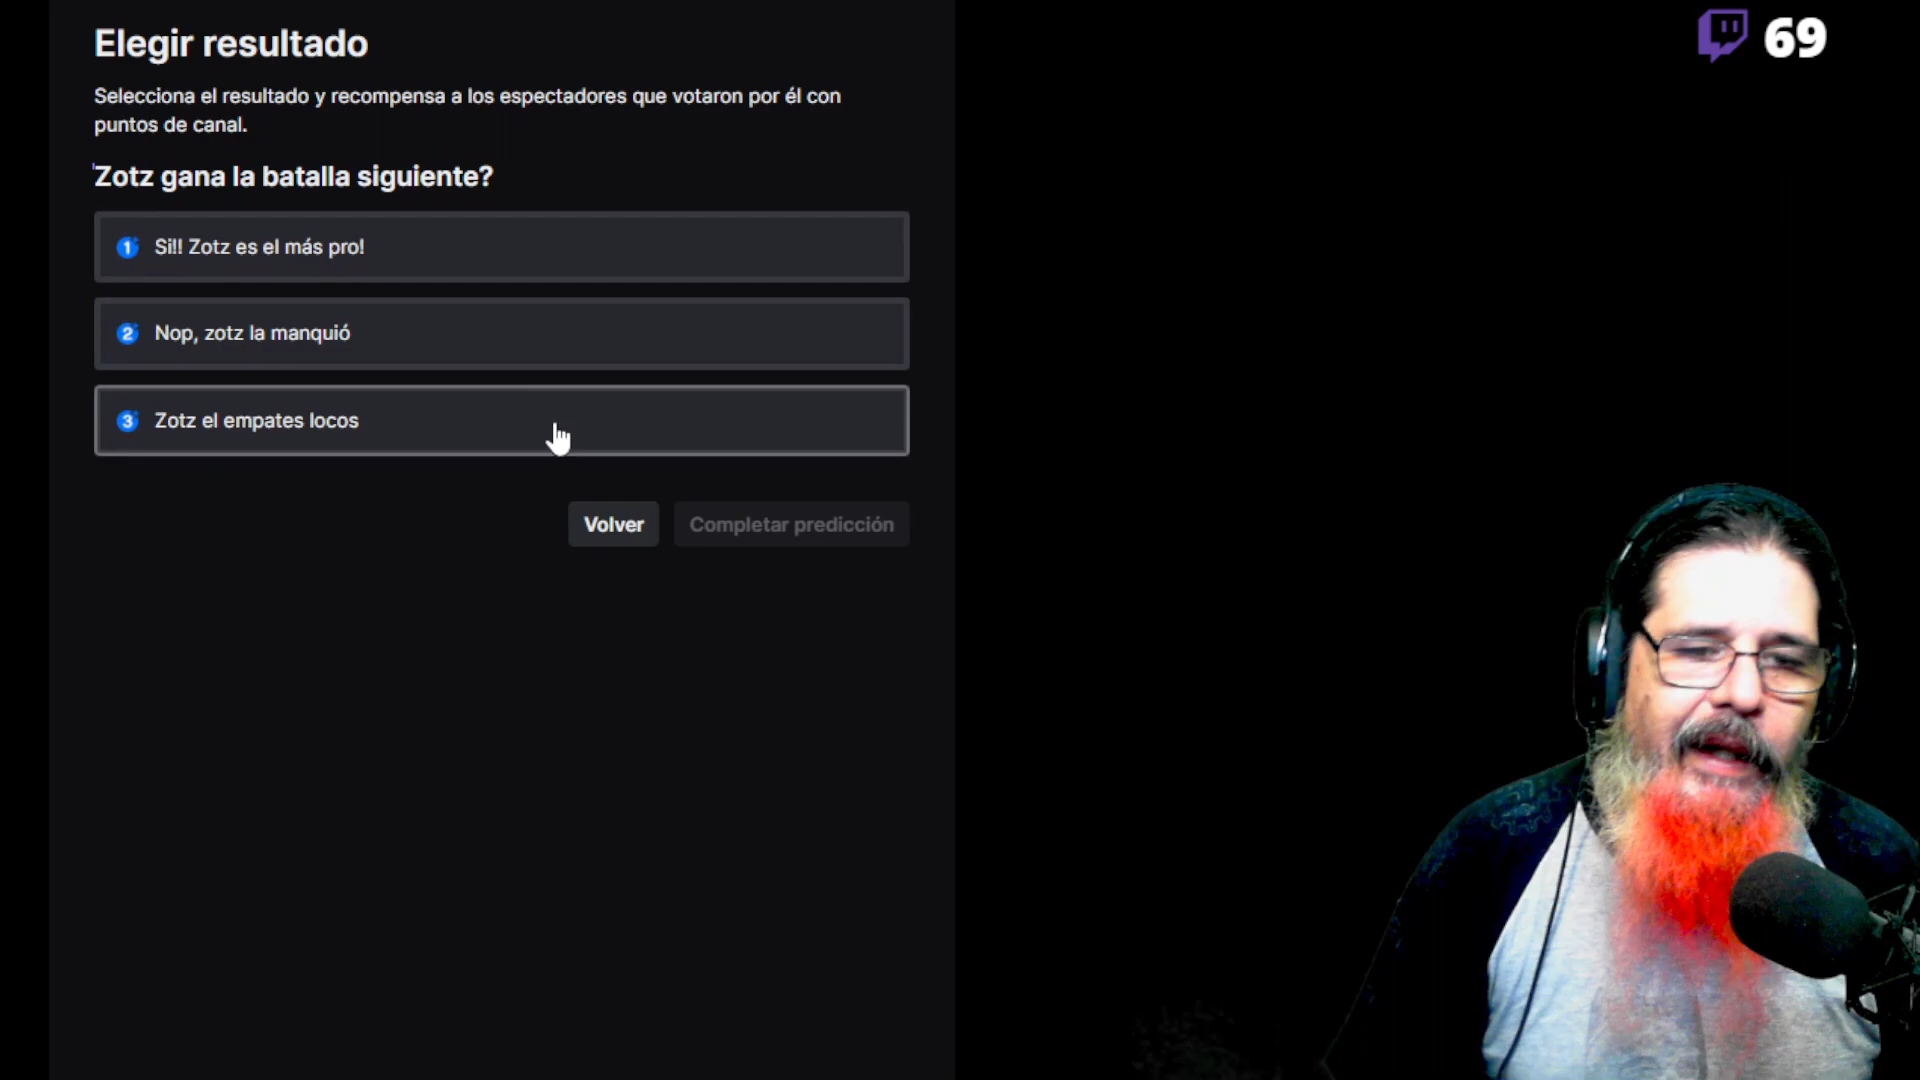 Elegir resultado
69
Selecciona el resultado y recompensa a los espectadores que votaron por él con
puntos de canal.
Zotz gana la batalla siguiente?
1 Si!! Zotz es el más pro!
2 Nop, zotz la manquió
3 Zotz el empates locos
Volver
Completar predicción